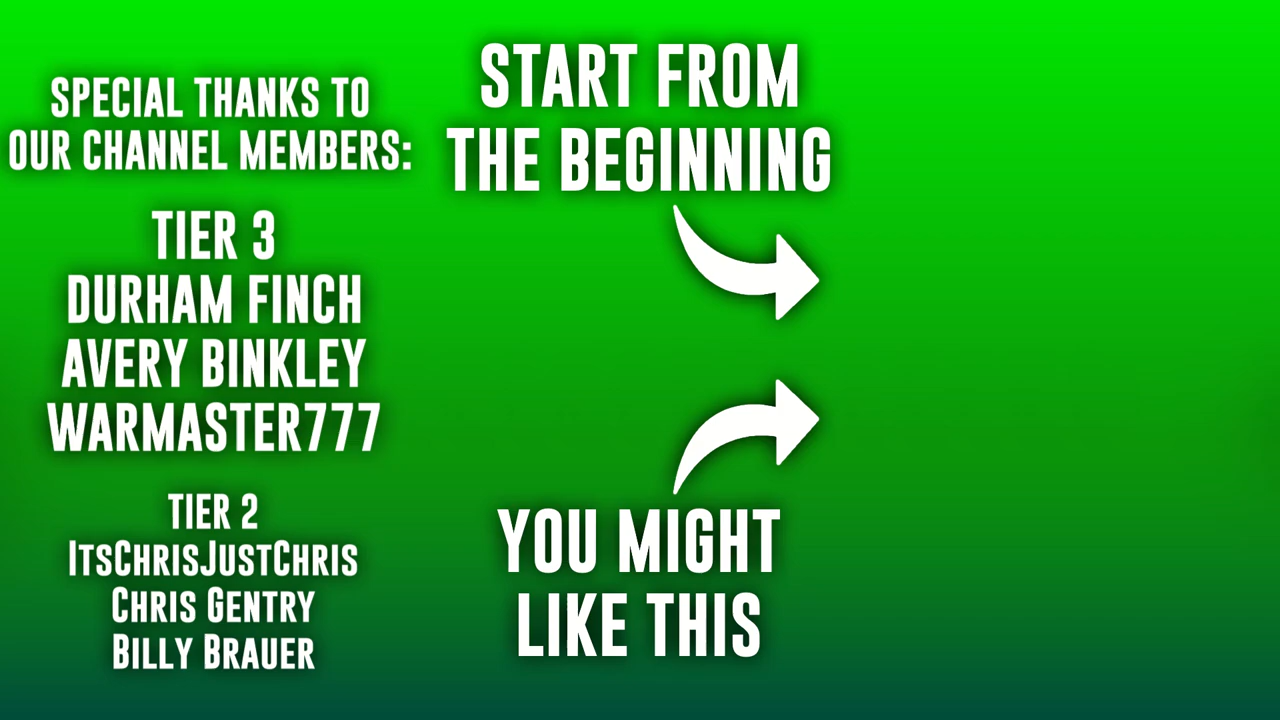 SPECIAL THANKS TO
OUR CHANNEL MEMBERS:
TIER 3
DURHAM FINCH
AVERY BINKLEY
WARMASTER777
TIER 2
ItsChrisJustChris
Chris Gentry
Billy Brauer
START FROM
THE BEGINNING
YOU MIGHT
LIKE THIS